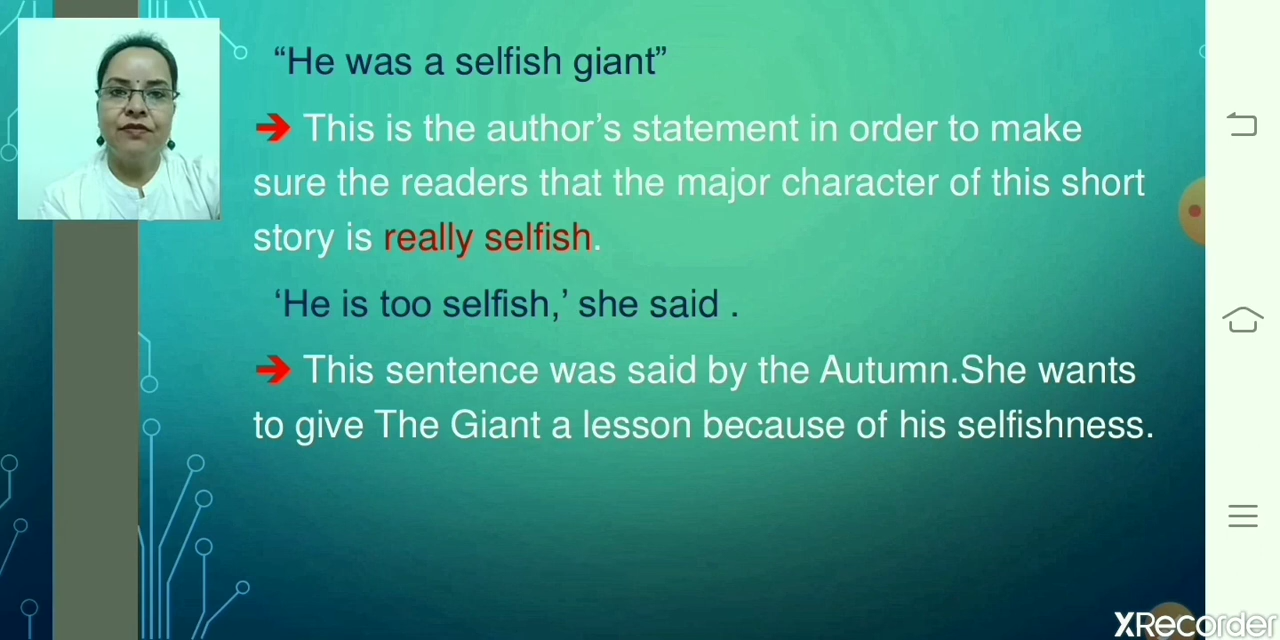 “He was a selfish giant”
➔ This is the author’s statement in order to make
sure the readers that the major character of this short
story is really selfish.
‘He is too selfish,’ she said .
➔ This sentence was said by the Autumn.She wants
to give The Giant a lesson because of his selfishness.
XRecorder